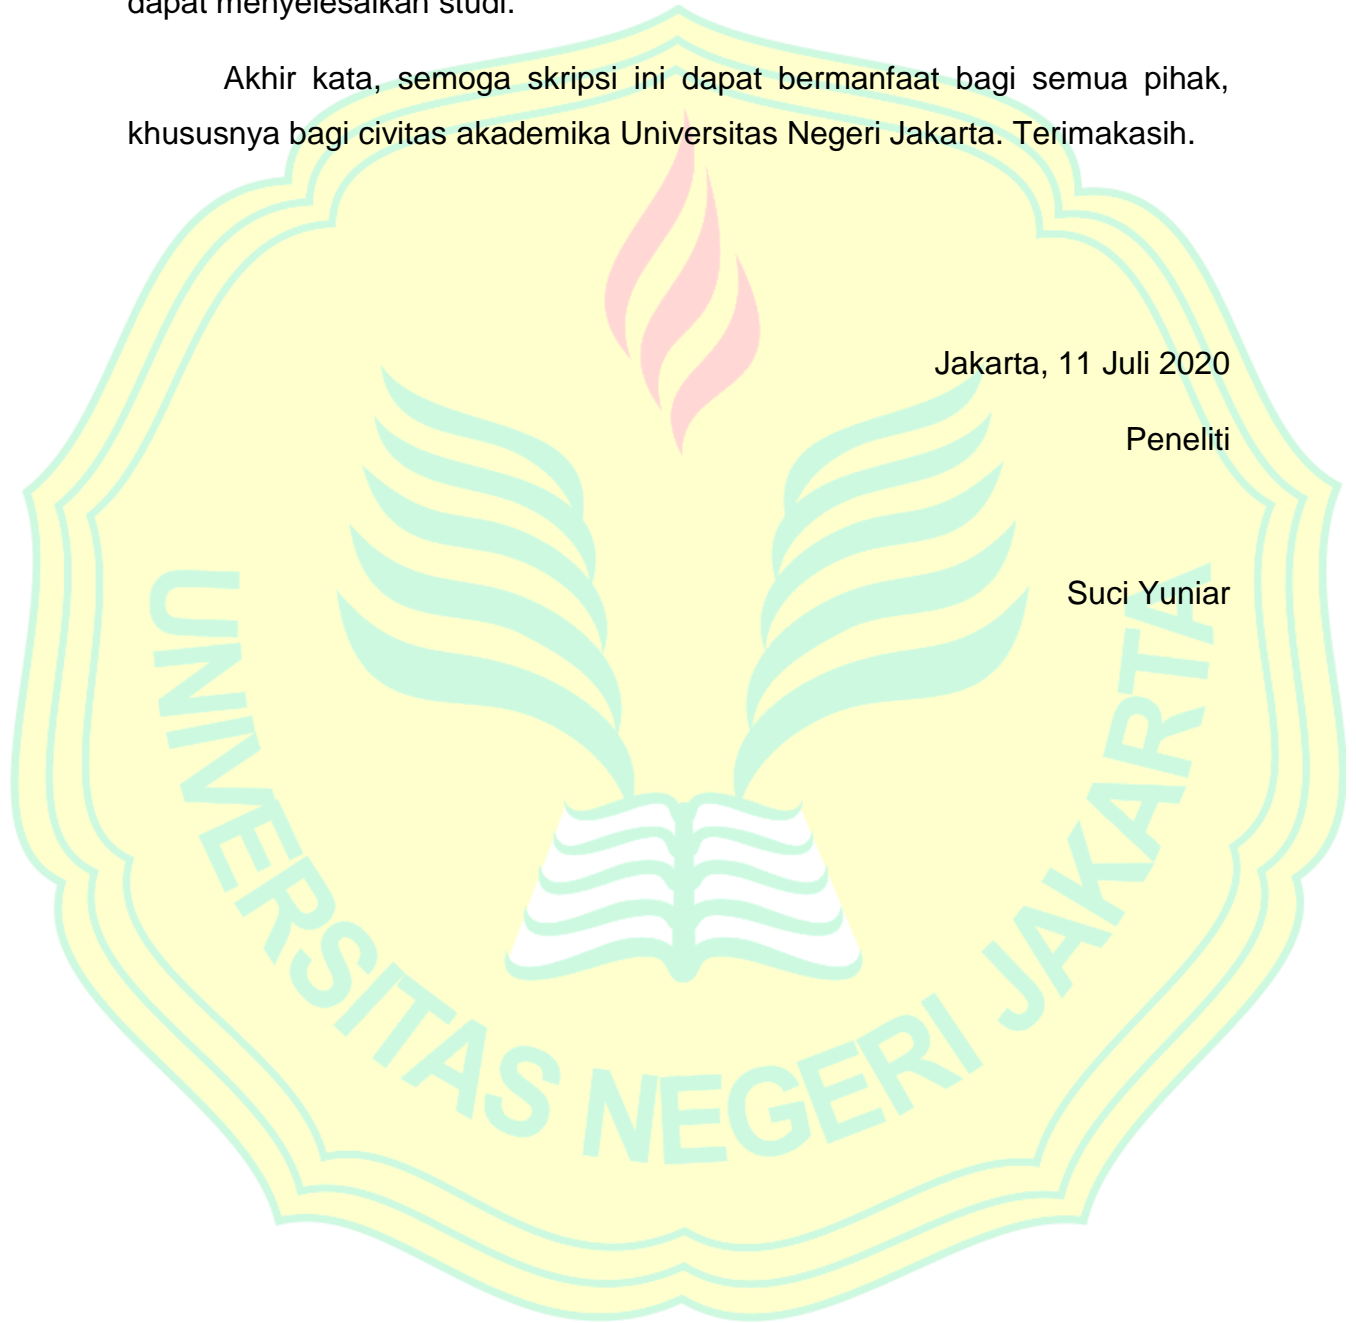 dapat menyelesaikan studi.
Akhir kata, semoga skripsi ini dapat bermanfaat bagi semua pihak,
khususnya bagi civitas akademika Universitas Negeri Jakarta. Terimakasih.
Jakarta, 11 Juli 2020
Peneliti
Suci Yuniar
UNIVERSITAS NEGERI JAKARTA